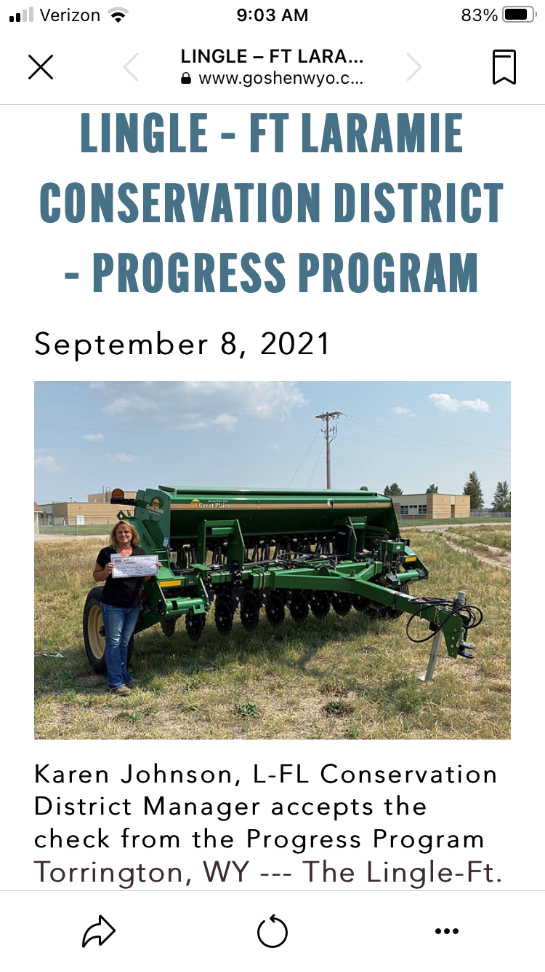 Verizon 9:03 AM 83%
LINGLE – FT LARA...
www.goshenwyo.c...
LINGLE - FT LARAMIE
CONSERVATION DISTRICT
- PROGRESS PROGRAM
September 8, 2021
Great Plains
Karen Johnson, L-FL Conservation
District Manager accepts the
check from the Progress Program
Torrington, WY --- The Lingle-Ft.